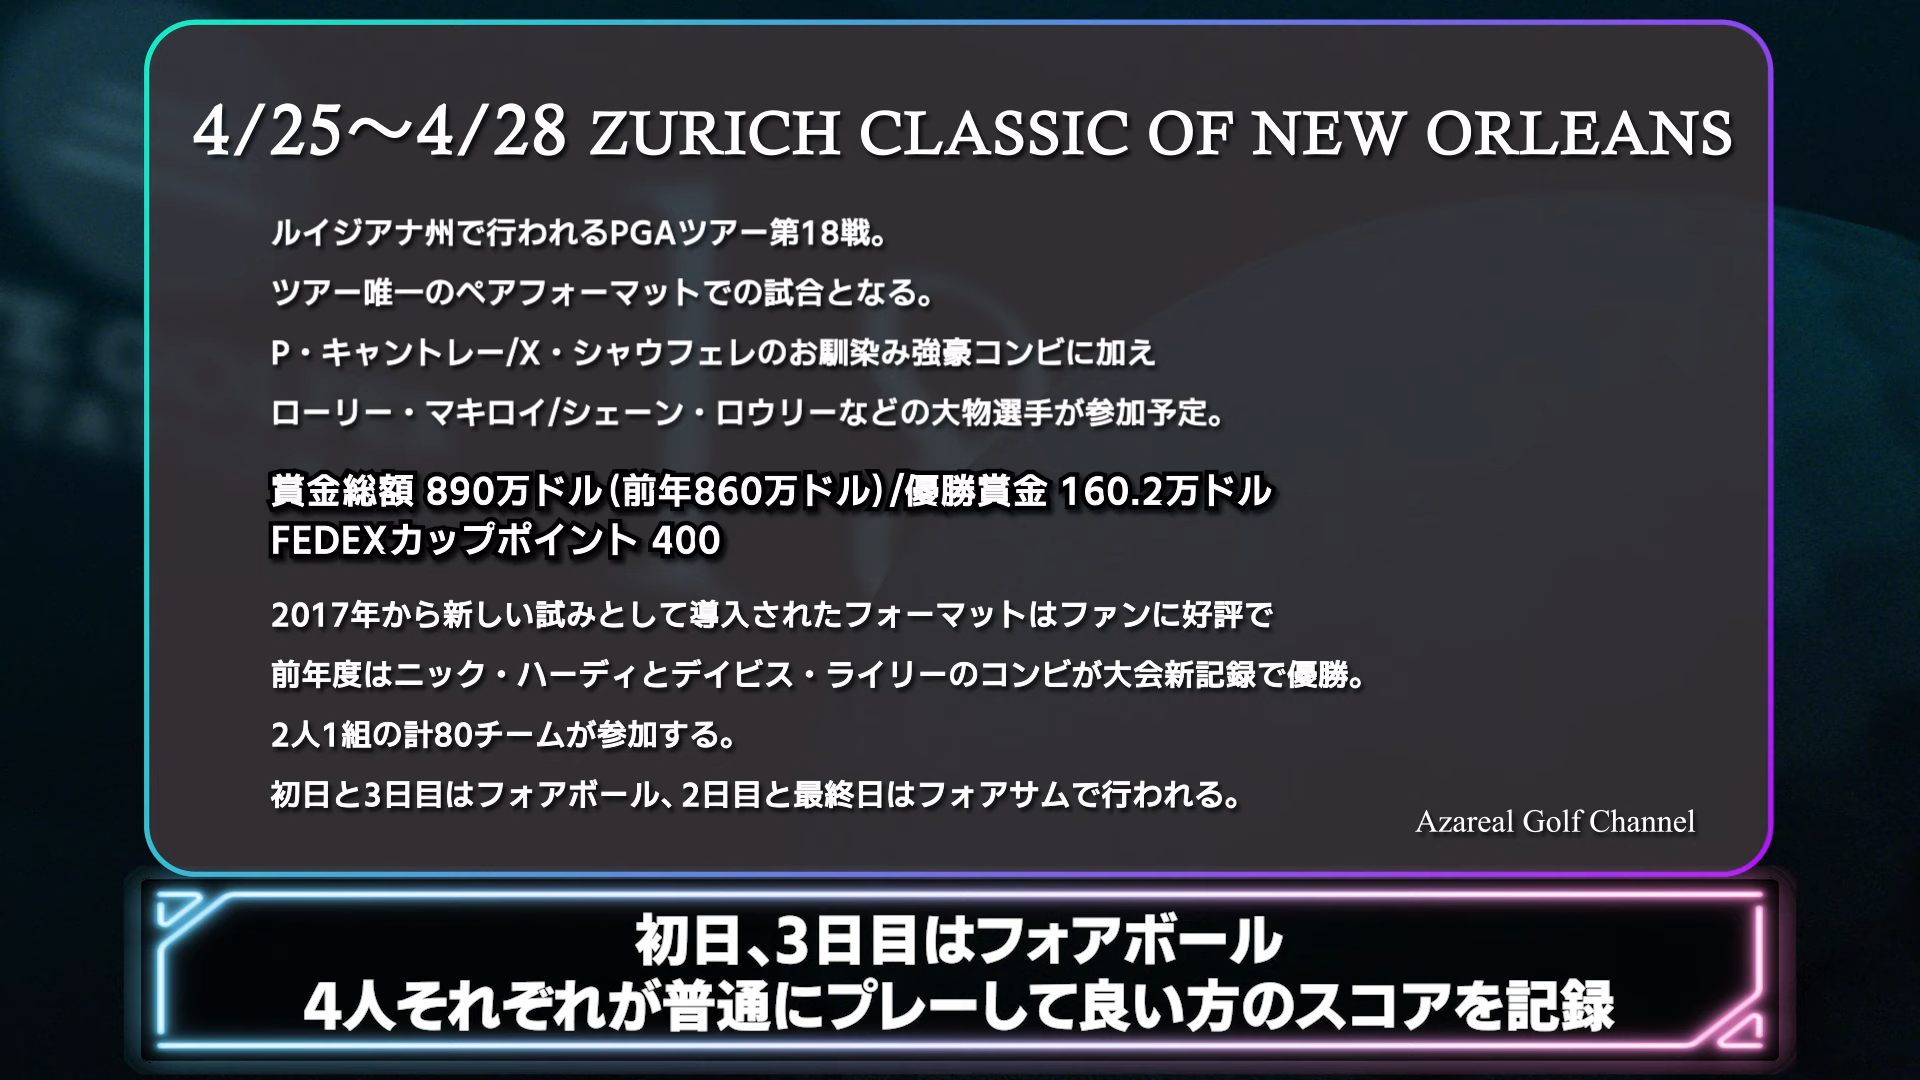 4/25～4/28 ZURICH CLASSIC OF NEW ORLEANS
ルイジアナ州で行われるPGAツアー第18戦。
ツアー唯一のペアフォーマットでの試合となる。
P・キャントレー/X・シャウフェレのお馴染み強豪コンビに加え
ローリー・マキロイ/シェーン・ロウリーなどの大物選手が参加予定。
賞金総額 890万ドル(前年860万ドル)/優勝賞金 160.2万ドル
FEDEXカップポイント 400
2017年から新しい試みとして導入されたフォーマットはファンに好評で
前年度はニック・ハーディとデイビス・ライリーのコンビが大会新記録で優勝。
2人1組の計80チームが参加する。
初日と3日目はフォアボール、2日目と最終日はフォアサムで行われる。
Azareal Golf Channel
初日、3日目はフォアボール
4人それぞれが普通にプレーして良い方のスコアを記録